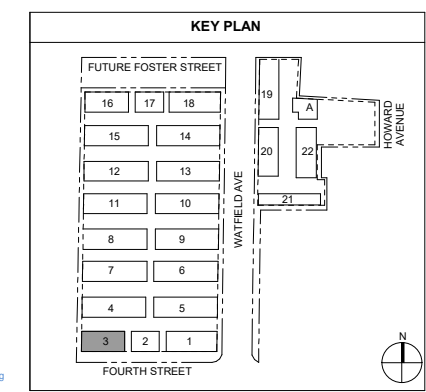 KEY PLAN
FUTURE FOSTER STREET
16 17 18
15 14
12 13
11 10
8 9
7 6
4 5
3 2 1
FOURTH STREET
WATFIELD AVE
19
A
20 22
21
HOWARD
AVENUE
N
g